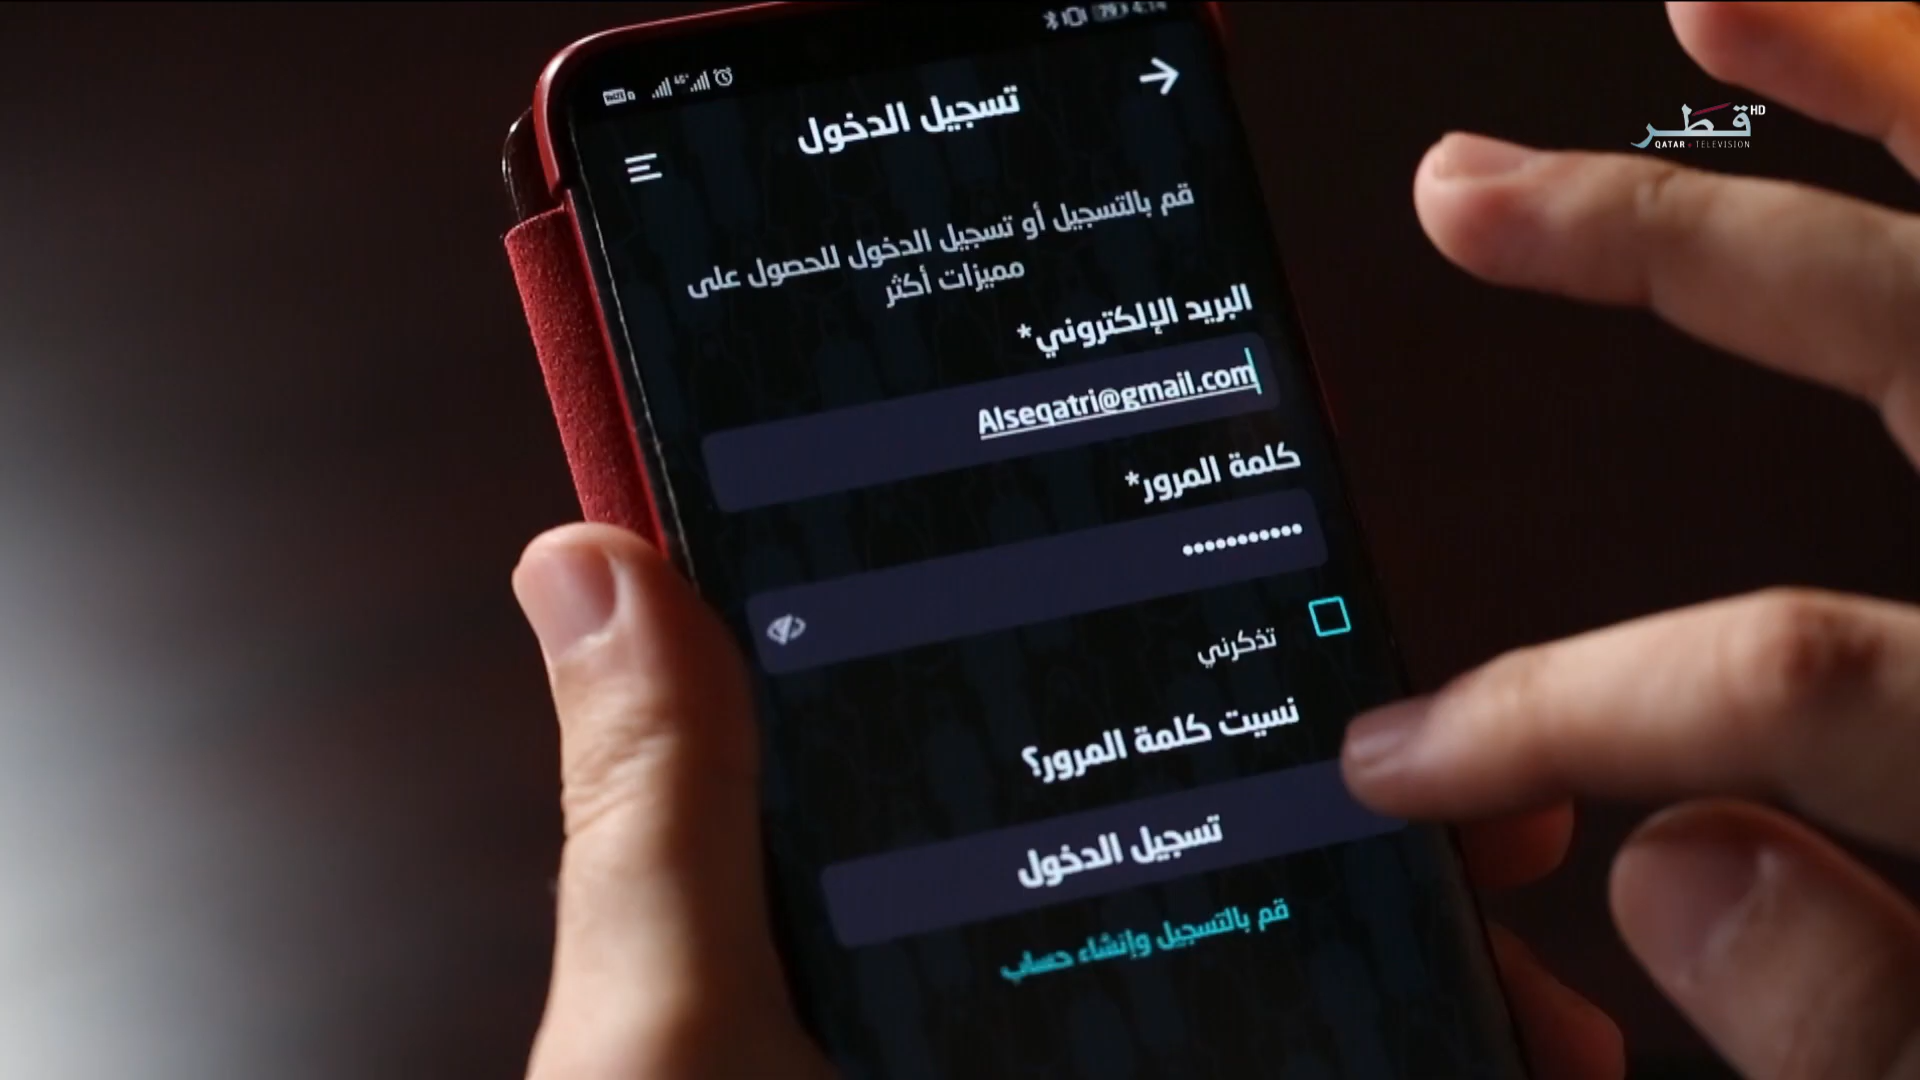 تسجيل الدخول
قم بالتسجيل أو تسجيل الدخول للحصول على
مميزات أكثر
البريد الإلكتروني*
Alseqatri@gmail.com
كلمة المرور*
•••••••••••
تذكرني
نسيت كلمة المرور؟
تسجيل الدخول
قم بالتسجيل وإنشاء حساب
قطر HD
QATAR TELEVISION